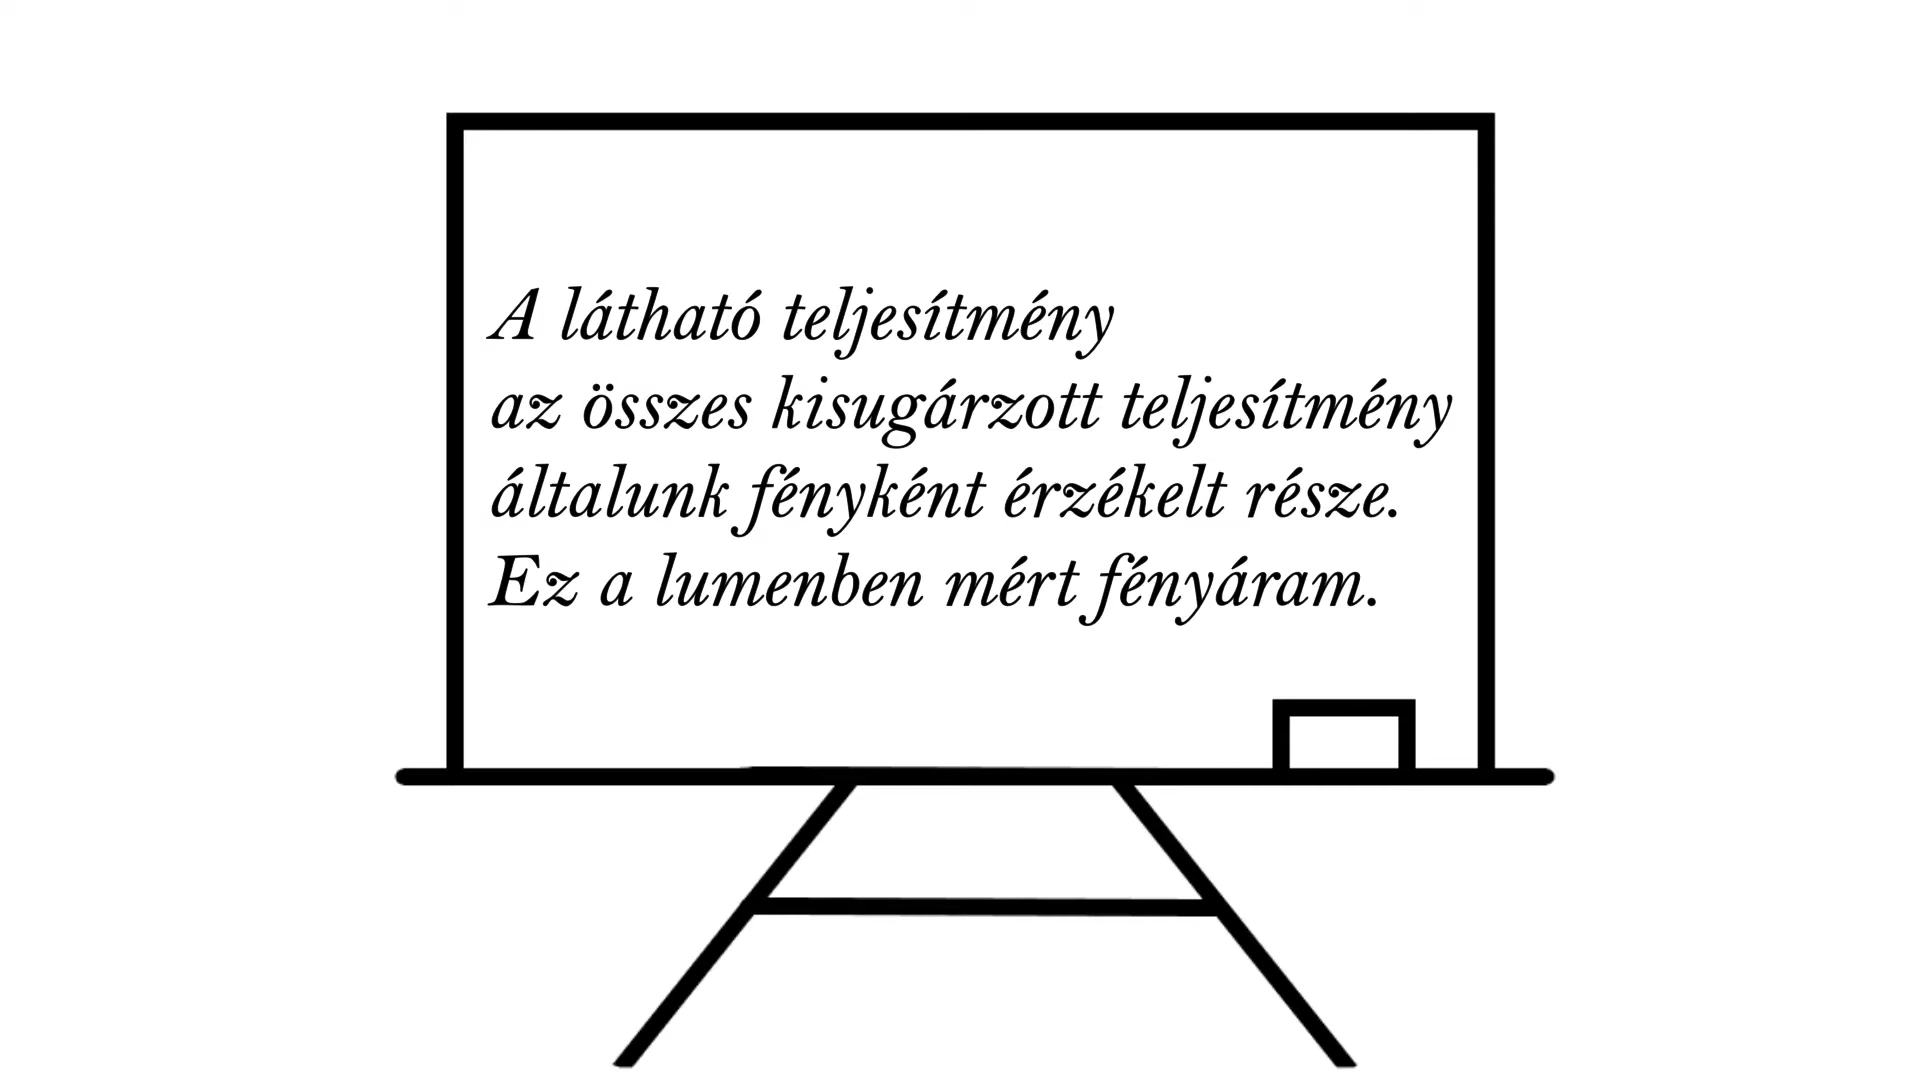 A látható teljesítmény
az összes kisugárzott teljesítmény
általunk fényként érzékelt része.
Ez a lumenben mért fényáram.